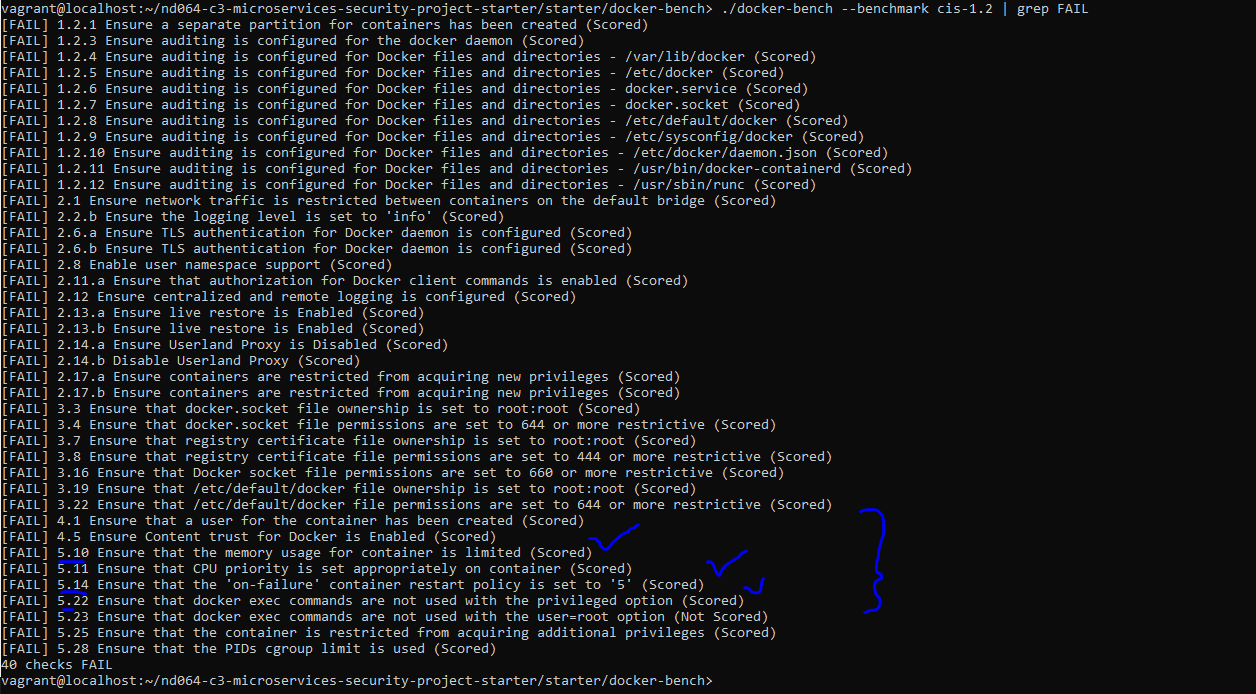 vagrant@localhost:~/nd064-c3-microservices-security-project-starter/starter/docker-bench> ./docker-bench --benchmark cis-1.2 | grep FAIL
[FAIL] 1.2.1 Ensure a separate partition for containers has been created (Scored)
[FAIL] 1.2.3 Ensure auditing is configured for the docker daemon (Scored)
[FAIL] 1.2.4 Ensure auditing is configured for Docker files and directories - /var/lib/docker (Scored)
[FAIL] 1.2.5 Ensure auditing is configured for Docker files and directories - /etc/docker (Scored)
[FAIL] 1.2.6 Ensure auditing is configured for Docker files and directories - docker.service (Scored)
[FAIL] 1.2.7 Ensure auditing is configured for Docker files and directories - docker.socket (Scored)
[FAIL] 1.2.8 Ensure auditing is configured for Docker files and directories - /etc/default/docker (Scored)
[FAIL] 1.2.9 Ensure auditing is configured for Docker files and directories - /etc/sysconfig/docker (Scored)
[FAIL] 1.2.10 Ensure auditing is configured for Docker files and directories - /etc/docker/daemon.json (Scored)
[FAIL] 1.2.11 Ensure auditing is configured for Docker files and directories - /usr/bin/docker-containerd (Scored)
[FAIL] 1.2.12 Ensure auditing is configured for Docker files and directories - /usr/sbin/runc (Scored)
[FAIL] 2.1 Ensure network traffic is restricted between containers on the default bridge (Scored)
[FAIL] 2.2.b Ensure the logging level is set to 'info' (Scored)
[FAIL] 2.6.a Ensure TLS authentication for Docker daemon is configured (Scored)
[FAIL] 2.6.b Ensure TLS authentication for Docker daemon is configured (Scored)
[FAIL] 2.8 Enable user namespace support (Scored)
[FAIL] 2.11.a Ensure that authorization for Docker client commands is enabled (Scored)
[FAIL] 2.12 Ensure centralized and remote logging is configured (Scored)
[FAIL] 2.13.a Ensure live restore is Enabled (Scored)
[FAIL] 2.13.b Ensure live restore is Enabled (Scored)
[FAIL] 2.14.a Ensure Userland Proxy is Disabled (Scored)
[FAIL] 2.14.b Disable Userland Proxy (Scored)
[FAIL] 2.17.a Ensure containers are restricted from acquiring new privileges (Scored)
[FAIL] 2.17.b Ensure containers are restricted from acquiring new privileges (Scored)
[FAIL] 3.3 Ensure that docker.socket file ownership is set to root:root (Scored)
[FAIL] 3.4 Ensure that docker.socket file permissions are set to 644 or more restrictive (Scored)
[FAIL] 3.7 Ensure that registry certificate file ownership is set to root:root (Scored)
[FAIL] 3.8 Ensure that registry certificate file permissions are set to 444 or more restrictive (Scored)
[FAIL] 3.16 Ensure that Docker socket file permissions are set to 660 or more restrictive (Scored)
[FAIL] 3.19 Ensure that /etc/default/docker file ownership is set to root:root (Scored)
[FAIL] 3.22 Ensure that /etc/default/docker file permissions are set to 644 or more restrictive (Scored)
[FAIL] 4.1 Ensure that a user for the container has been created (Scored)
[FAIL] 4.5 Ensure Content trust for Docker is Enabled (Scored)
[FAIL] 5.10 Ensure that the memory usage for container is limited (Scored)
[FAIL] 5.11 Ensure that CPU priority is set appropriately on container (Scored)
[FAIL] 5.14 Ensure that the 'on-failure' container restart policy is set to '5' (Scored)
[FAIL] 5.22 Ensure that docker exec commands are not used with the privileged option (Scored)
[FAIL] 5.23 Ensure that docker exec commands are not used with the user=root option (Not Scored)
[FAIL] 5.25 Ensure that the container is restricted from acquiring additional privileges (Scored)
[FAIL] 5.28 Ensure that the PIDs cgroup limit is used (Scored)
40 checks FAIL
vagrant@localhost:~/nd064-c3-microservices-security-project-starter/starter/docker-bench>